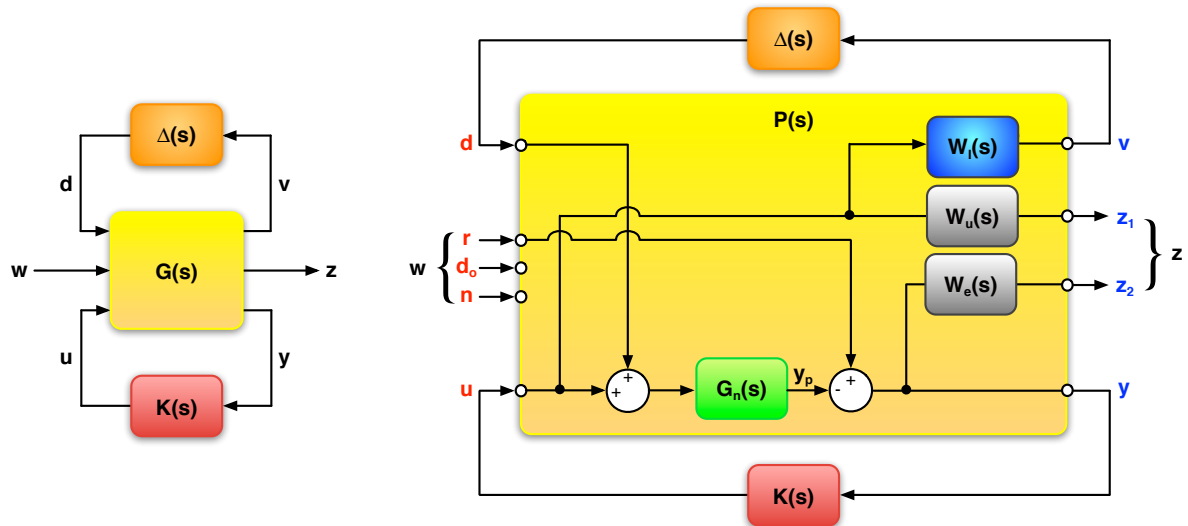 Δ(s)
d
v
w
G(s)
z
u
y
K(s)
Δ(s)
P(s)
d
W_I(s)
v
W_u(s)
z_1
w
{
r
d_o
n
W_e(s)
z_2
}
z
u
+
+
G_n(s)
y_p
-
+
y
K(s)